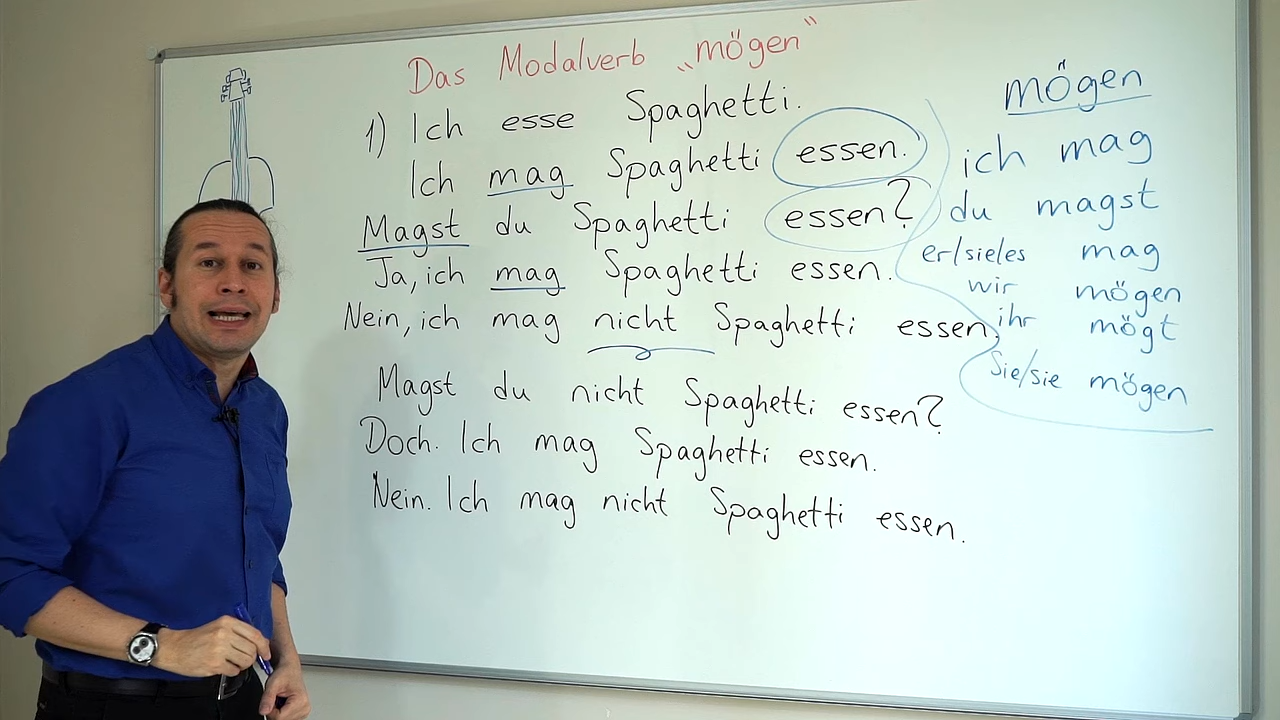 Das Modalverb „mögen“
1) Ich esse Spaghetti.
Ich mag Spaghetti essen.
Magst du Spaghetti essen?
Ja, ich mag Spaghetti essen.
Nein, ich mag nicht Spaghetti essen.
Magst du nicht Spaghetti essen?
Doch. Ich mag Spaghetti essen.
Nein. Ich mag nicht Spaghetti essen.
mögen
ich mag
du magst
er/sie/es mag
wir mögen
ihr mögt
Sie/sie mögen